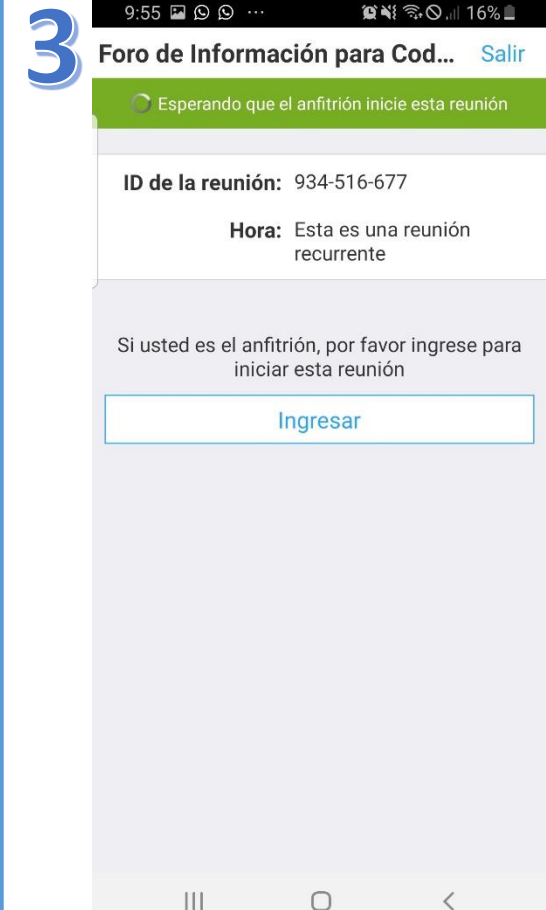 3
9:55 ... 16%
Foro de Información para Cod... Salir
Esperando que el anfitrión inicie esta reunión
ID de la reunión: 934-516-677
Hora: Esta es una reunión
recurrente
Si usted es el anfitrión, por favor ingrese para
iniciar esta reunión
Ingresar